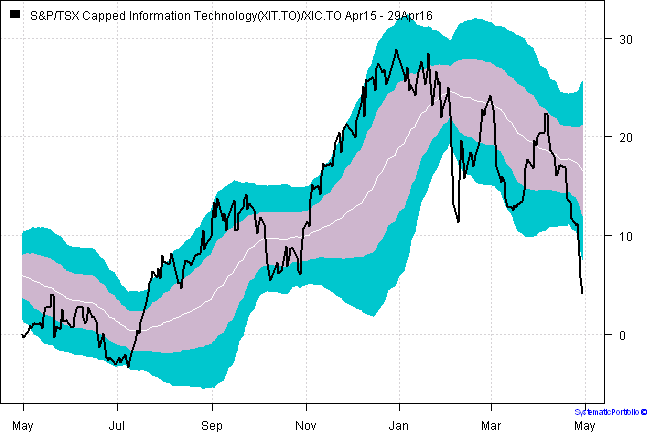 S&P/TSX Capped Information Technology(XIT.TO)/XIC.TO Apr15 - 29Apr16
30
20
10
0
May Jul Sep Nov Jan Mar May
SystematicPortfolio ©